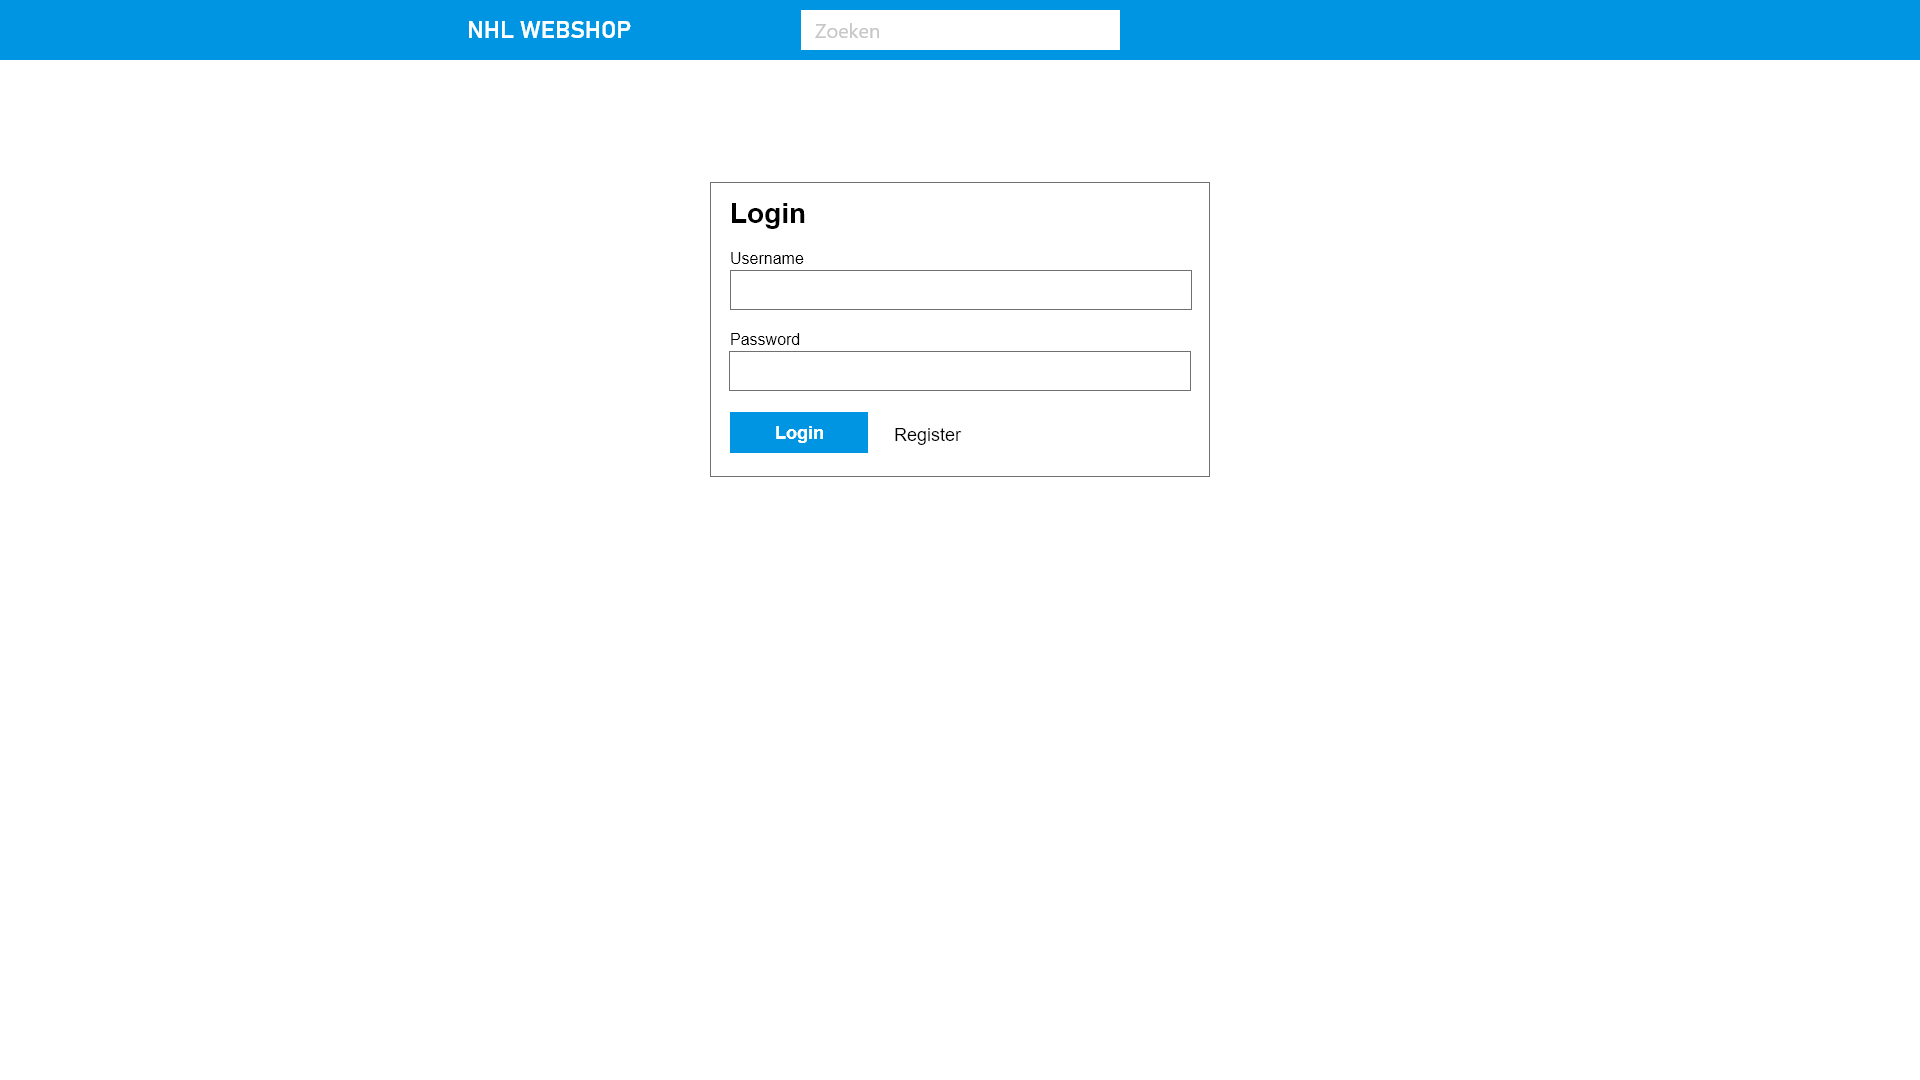 NHL WEBSHOP
Zoeken
Login
Username
Password
Login
Register